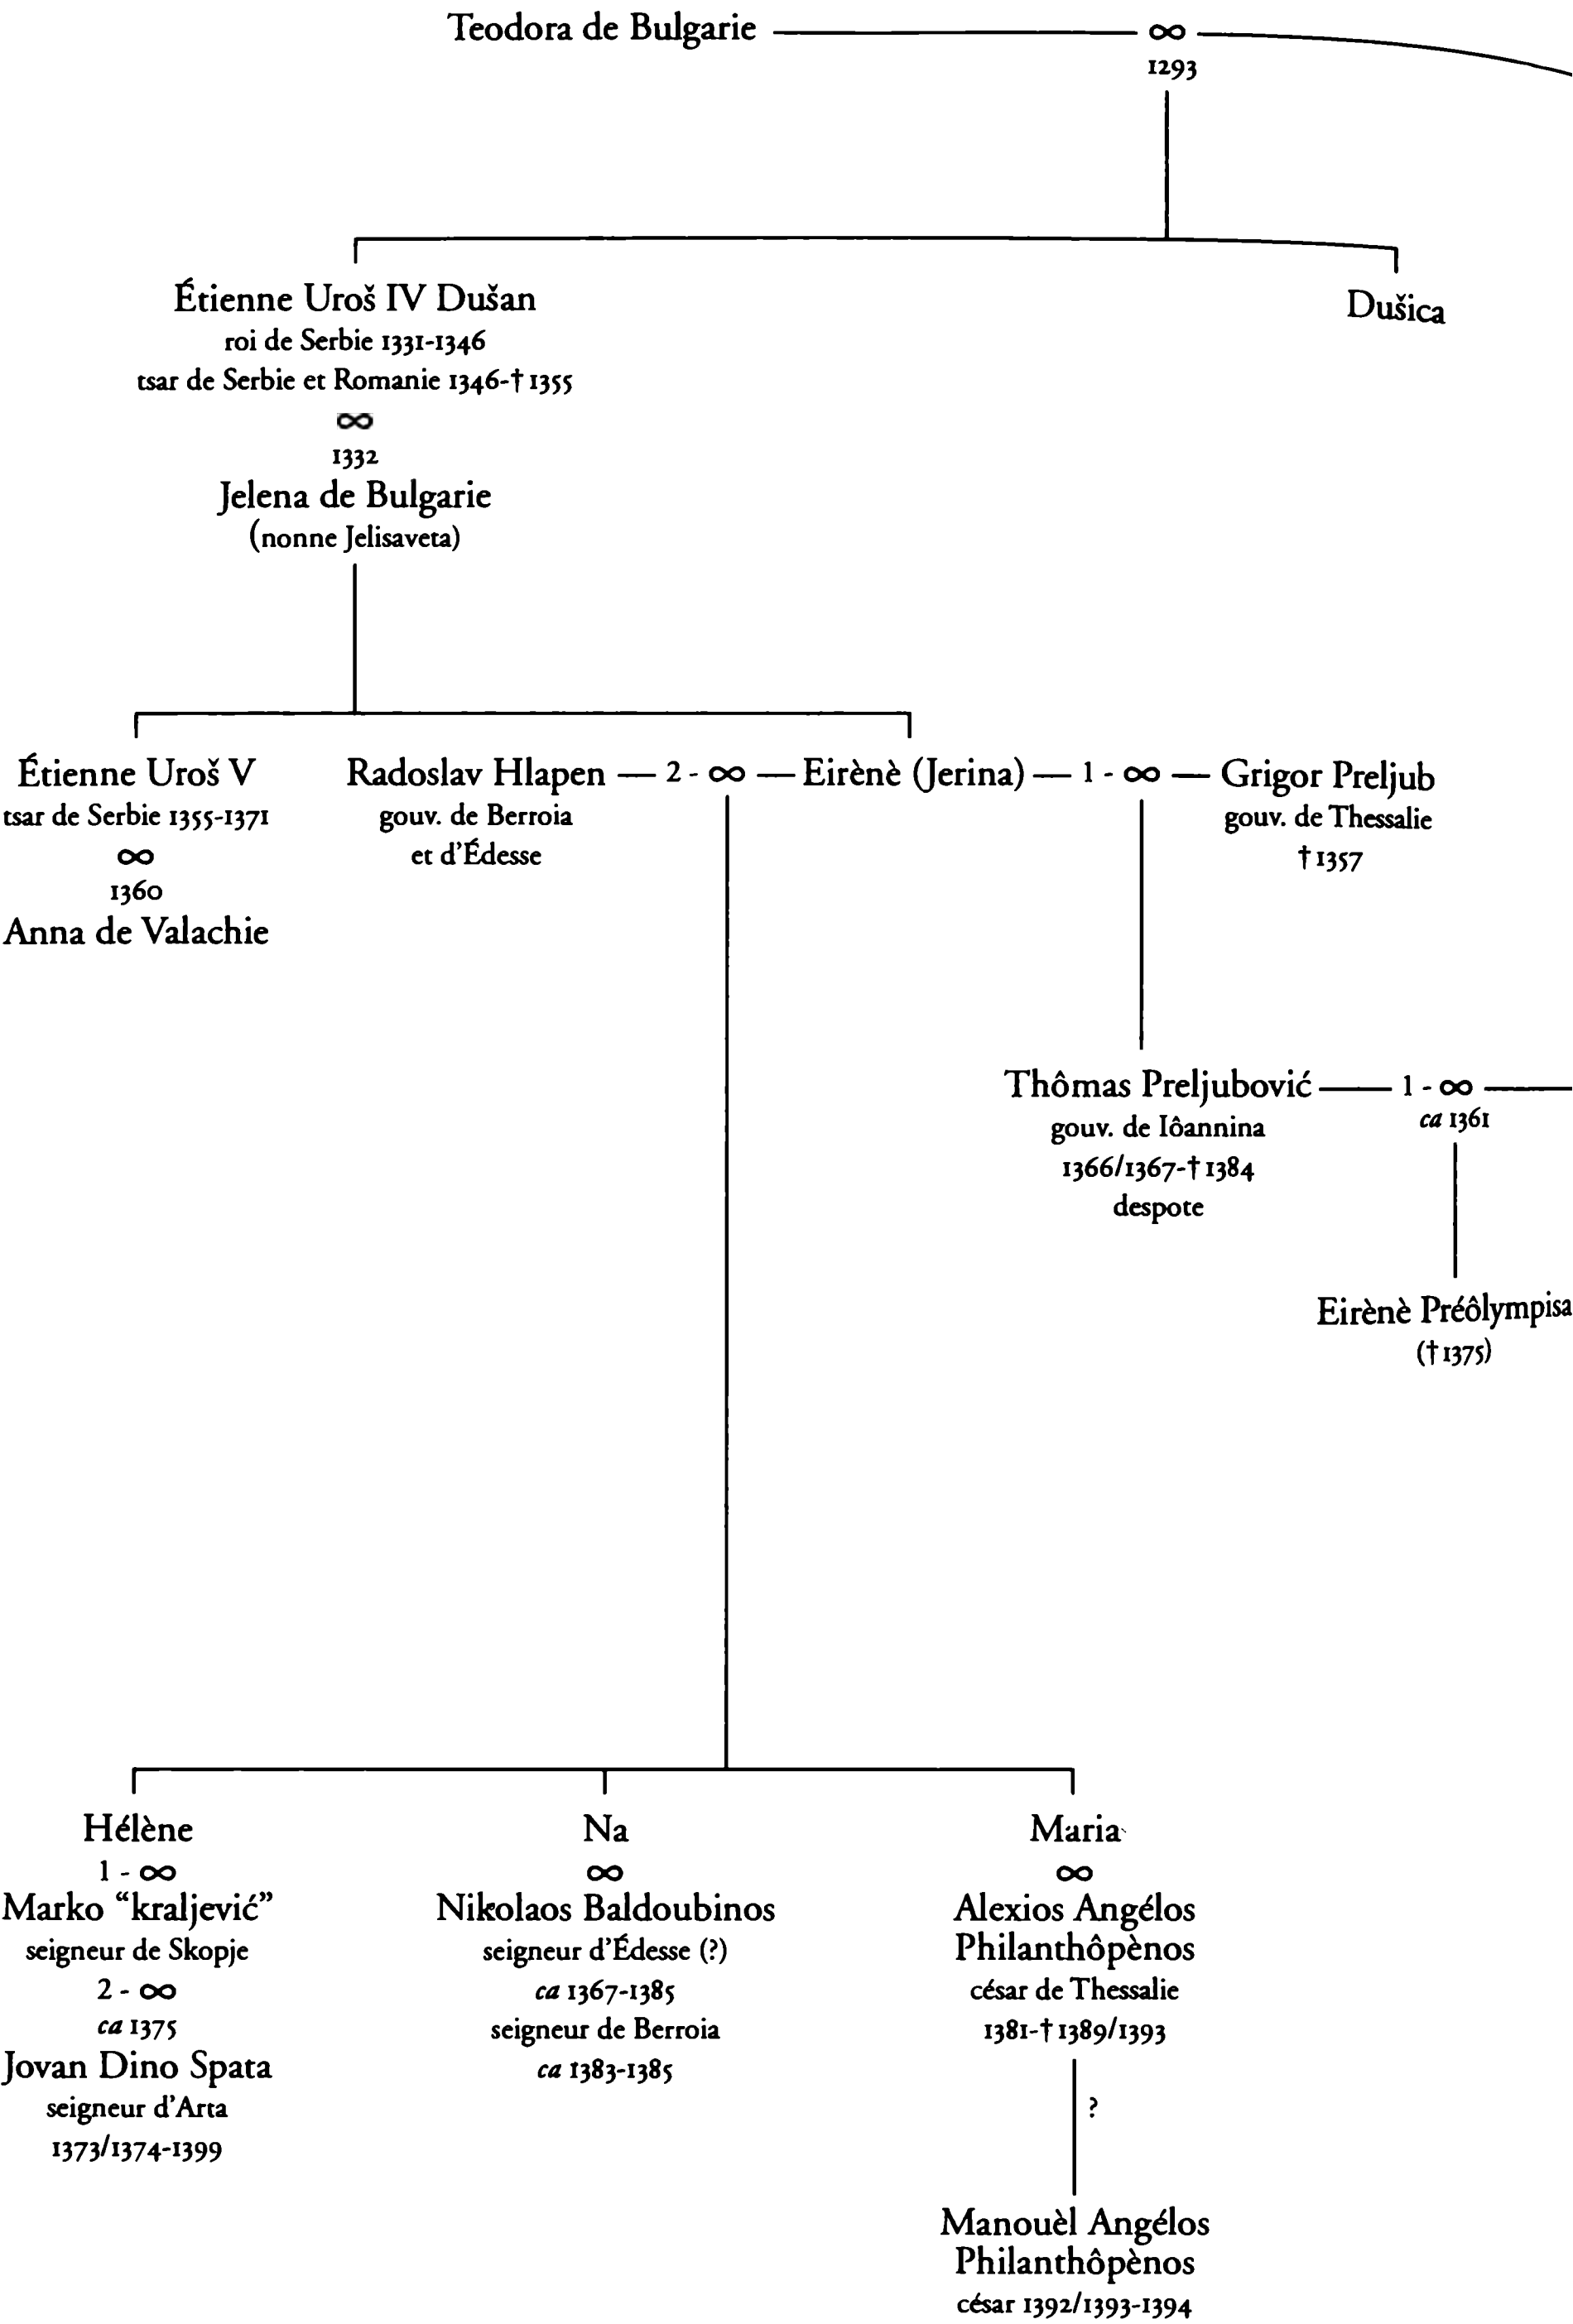 Teodora de Bulgarie ∞
1293
Étienne Uroš IV Dušan
roi de Serbie 1331-1346
tsar de Serbie et Romanie 1346-† 1355
∞
1332
Jelena de Bulgarie
(nonne Jelisaveta)
Dušica
Étienne Uroš V
tsar de Serbie 1355-1371
∞
1360
Anna de Valachie
Radoslav Hlapen — 2 - ∞ — Eirènè (Jerina) — 1 - ∞ — Grigor Preljub
gouv. de Berroia
et d'Édesse
gouv. de Thessalie
† 1357
Thômas Preljubović — 1 - ∞
gouv. de Iôannina
1366/1367-† 1384
despote
ca 1361
Eirènè Préôlympisa
(† 1375)
Hélène
1 - ∞
Marko “kraljević”
seigneur de Skopje
2 - ∞
ca 1375
Jovan Dino Spata
seigneur d'Arta
1373/1374-1399
Na
∞
Nikolaos Baldoubinos
seigneur d'Édesse (?)
ca 1367-1385
seigneur de Berroia
ca 1383-1385
Maria
∞
Alexios Angélos
Philanthôpènos
césar de Thessalie
1381-† 1389/1393
?
Manouèl Angélos
Philanthôpènos
césar 1392/1393-1394